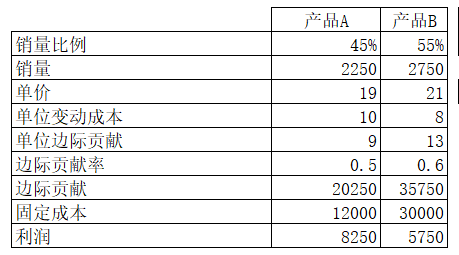 产品A 产品B
销量比例 45% 55%
销量 2250 2750
单价 19 21
单位变动成本 10 8
单位边际贡献 9 13
边际贡献率 0.5 0.6
边际贡献 20250 35750
固定成本 12000 30000
利润 8250 5750